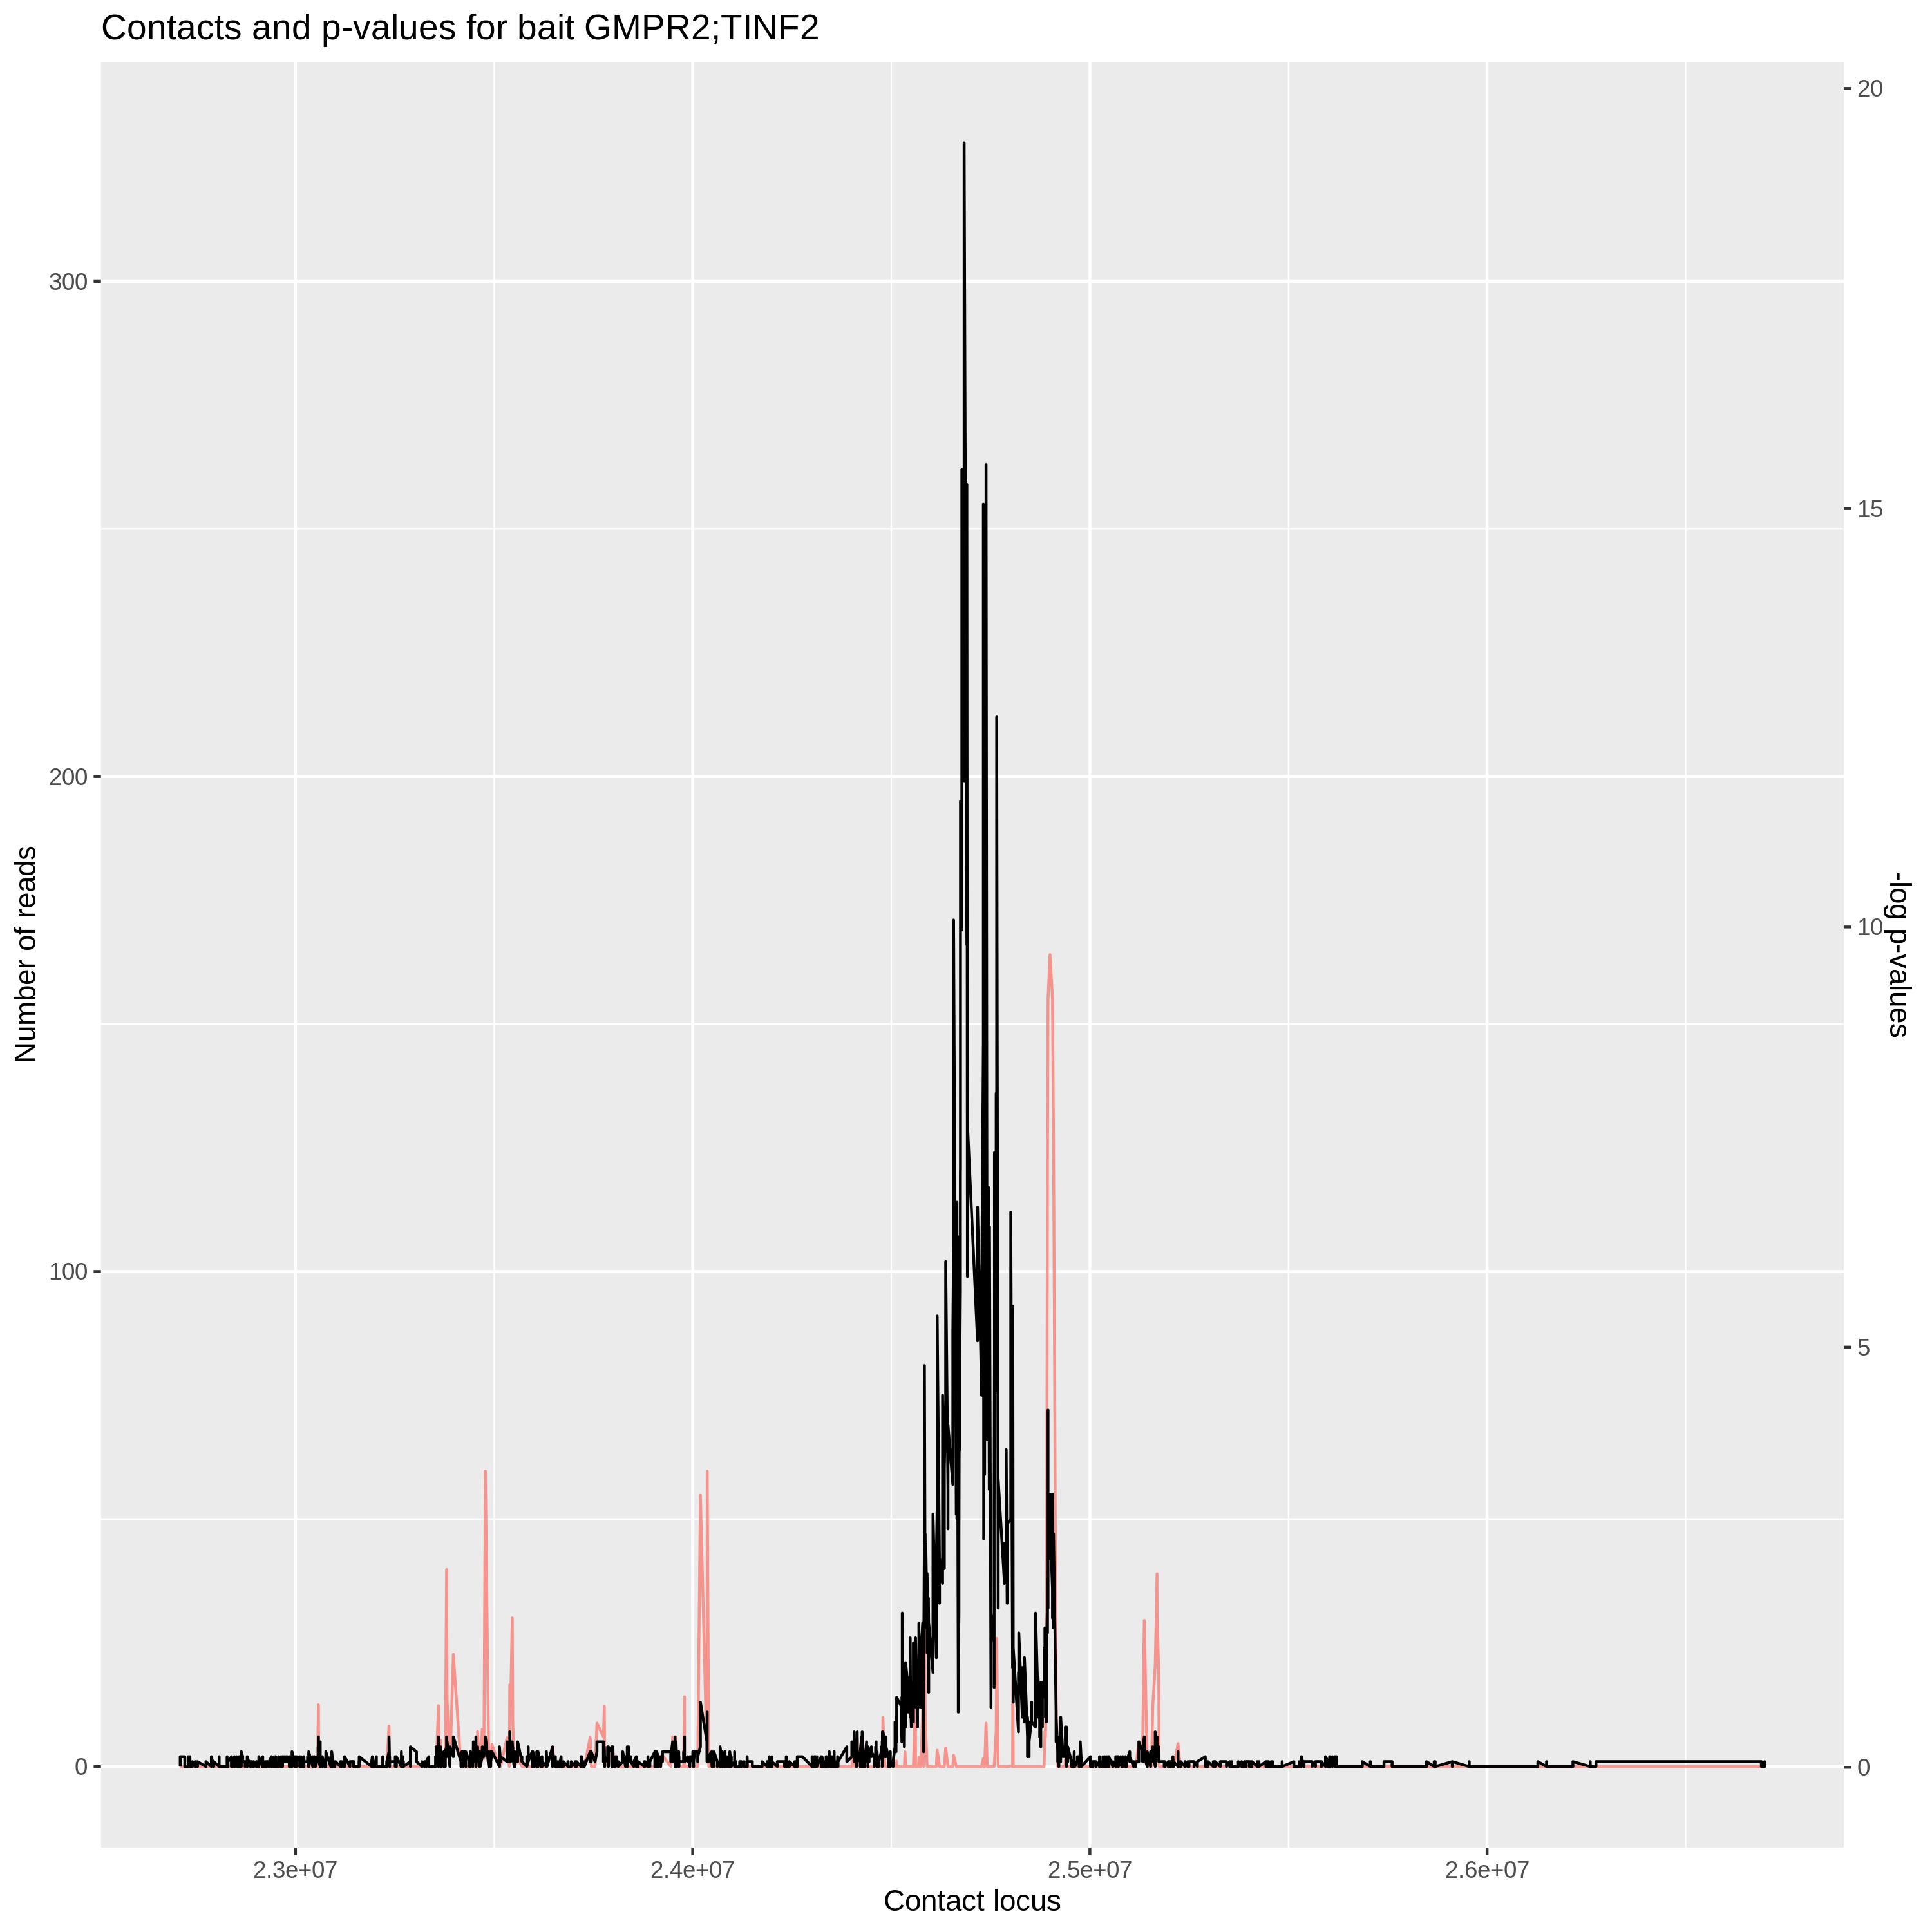 Contacts and p-values for bait GMPR2;TINF2
Number of reads
300
200
100
0
20
15
10
5
0
-log p-values
2.3e+07
2.4e+07
2.5e+07
2.6e+07
Contact locus